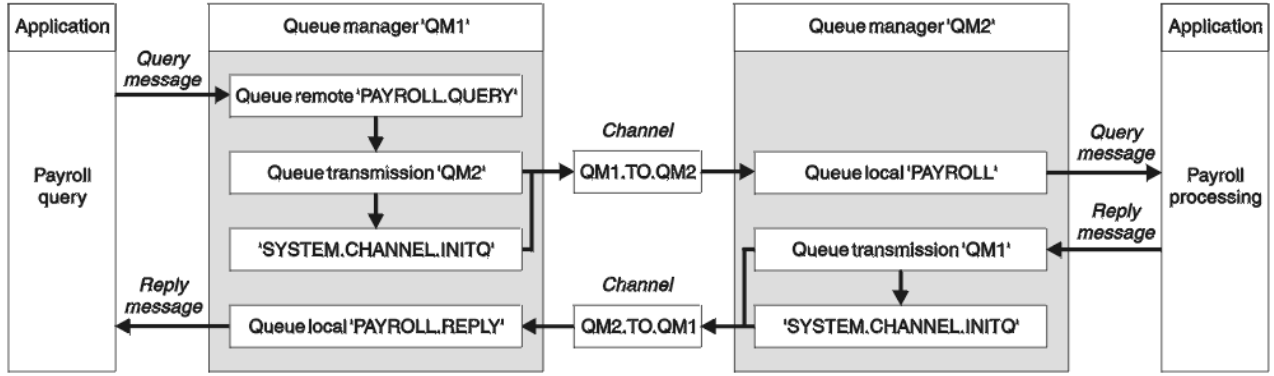 Application
Queue manager 'QM1'
Queue manager 'QM2'
Application
Query
message
Queue remote 'PAYROLL.QUERY'
Channel
Query
message
Payroll
query
Queue transmission 'QM2'
QM1.TO.QM2
Queue local 'PAYROLL'
Payroll
processing
Reply
message
'SYSTEM.CHANNEL.INITQ'
Queue transmission 'QM1'
Reply
message
Channel
Queue local 'PAYROLL.REPLY'
QM2.TO.QM1
'SYSTEM.CHANNEL.INITQ'